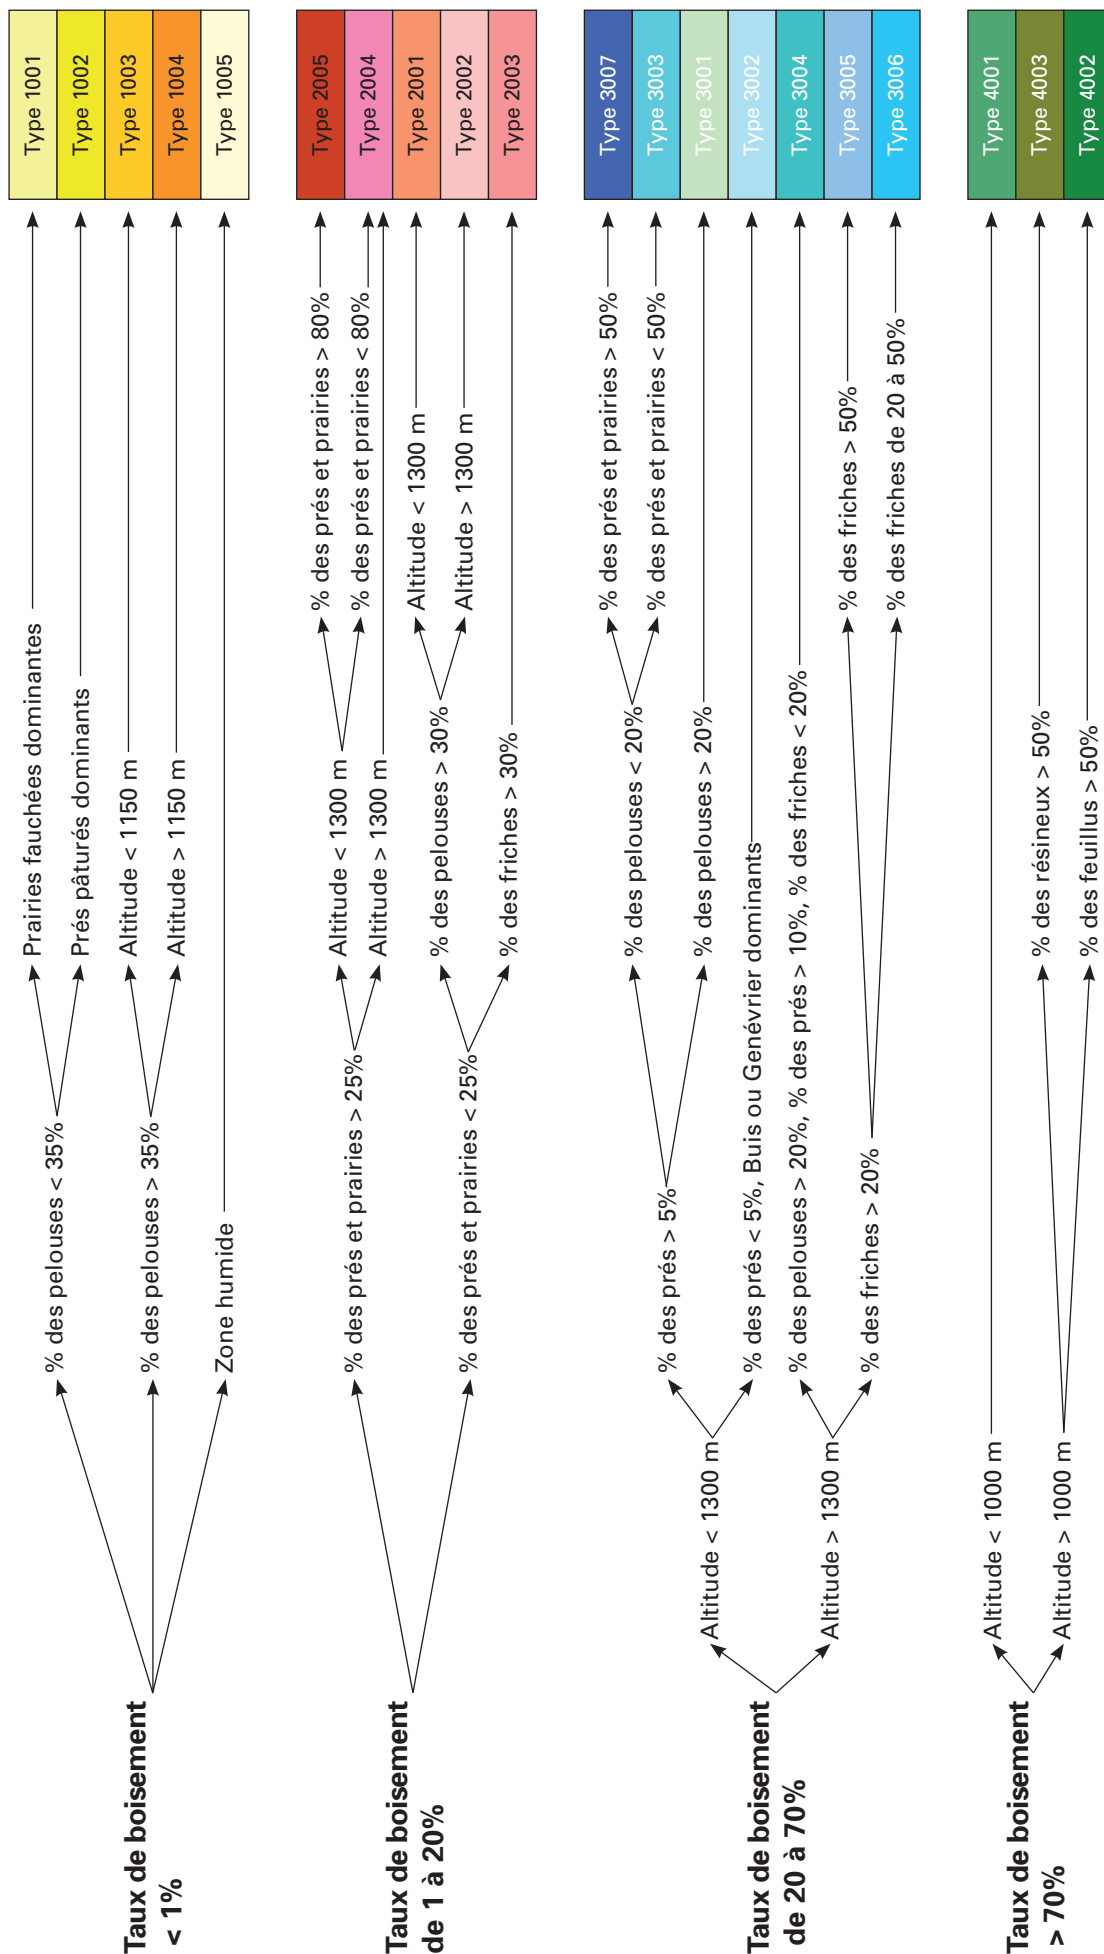 Taux de boisement
< 1%
% des pelouses < 35%
Prairies fauchées dominantes
Type 1001
Prés pâturés dominants
Type 1002
% des pelouses > 35%
Altitude < 1150 m
Type 1003
Altitude > 1150 m
Type 1004
Zone humide
Type 1005
Taux de boisement
de 1 à 20%
% des prés et prairies > 25%
Altitude < 1300 m
% des prés et prairies > 80%
Type 2005
% des prés et prairies < 80%
Type 2004
Altitude > 1300 m
% des prés et prairies < 25%
% des pelouses > 30%
Altitude < 1300 m
Type 2001
Altitude > 1300 m
Type 2002
% des friches > 30%
Type 2003
Taux de boisement
de 20 à 70%
Altitude < 1300 m
% des prés > 5%
% des pelouses < 20%
% des prés et prairies > 50%
Type 3007
% des prés et prairies < 50%
Type 3003
% des pelouses > 20%
Type 3001
% des prés < 5%, Buis ou Genévrier dominants
Type 3002
Altitude > 1300 m
% des pelouses > 20%, % des prés > 10%, % des friches < 20%
Type 3004
% des friches > 20%
% des friches > 50%
Type 3005
% des friches de 20 à 50%
Type 3006
Taux de boisement
> 70%
Altitude < 1000 m
Type 4001
Altitude > 1000 m
% des résineux > 50%
Type 4003
% des feuillus > 50%
Type 4002